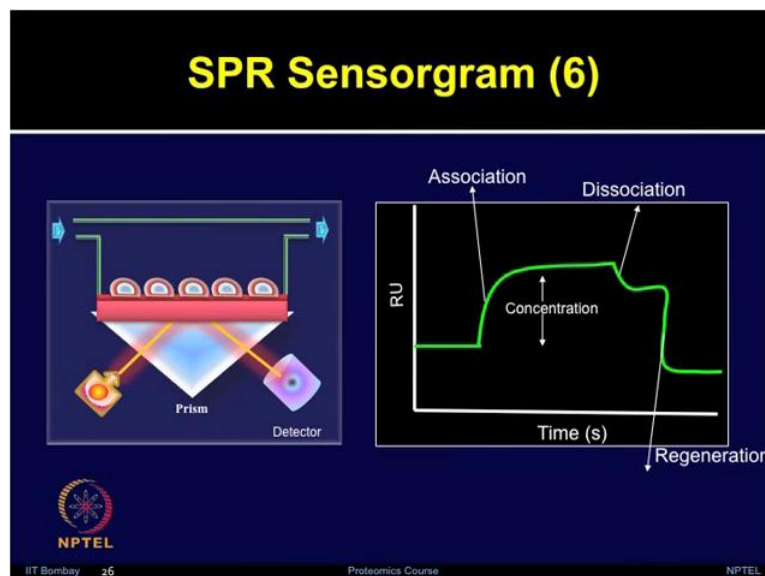 SPR Sensorgram (6)
Association
Dissociation
RU
Concentration
Prism
Detector
Time (s)
Regeneration
NPTEL
IIT Bombay 26 Proteomics Course NPTEL